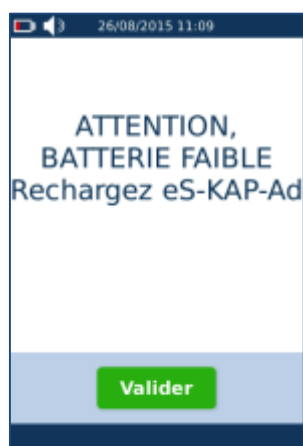 26/08/2015 11:09
ATTENTION,
BATTERIE FAIBLE
Rechargez eS-KAP-Ad
Valider